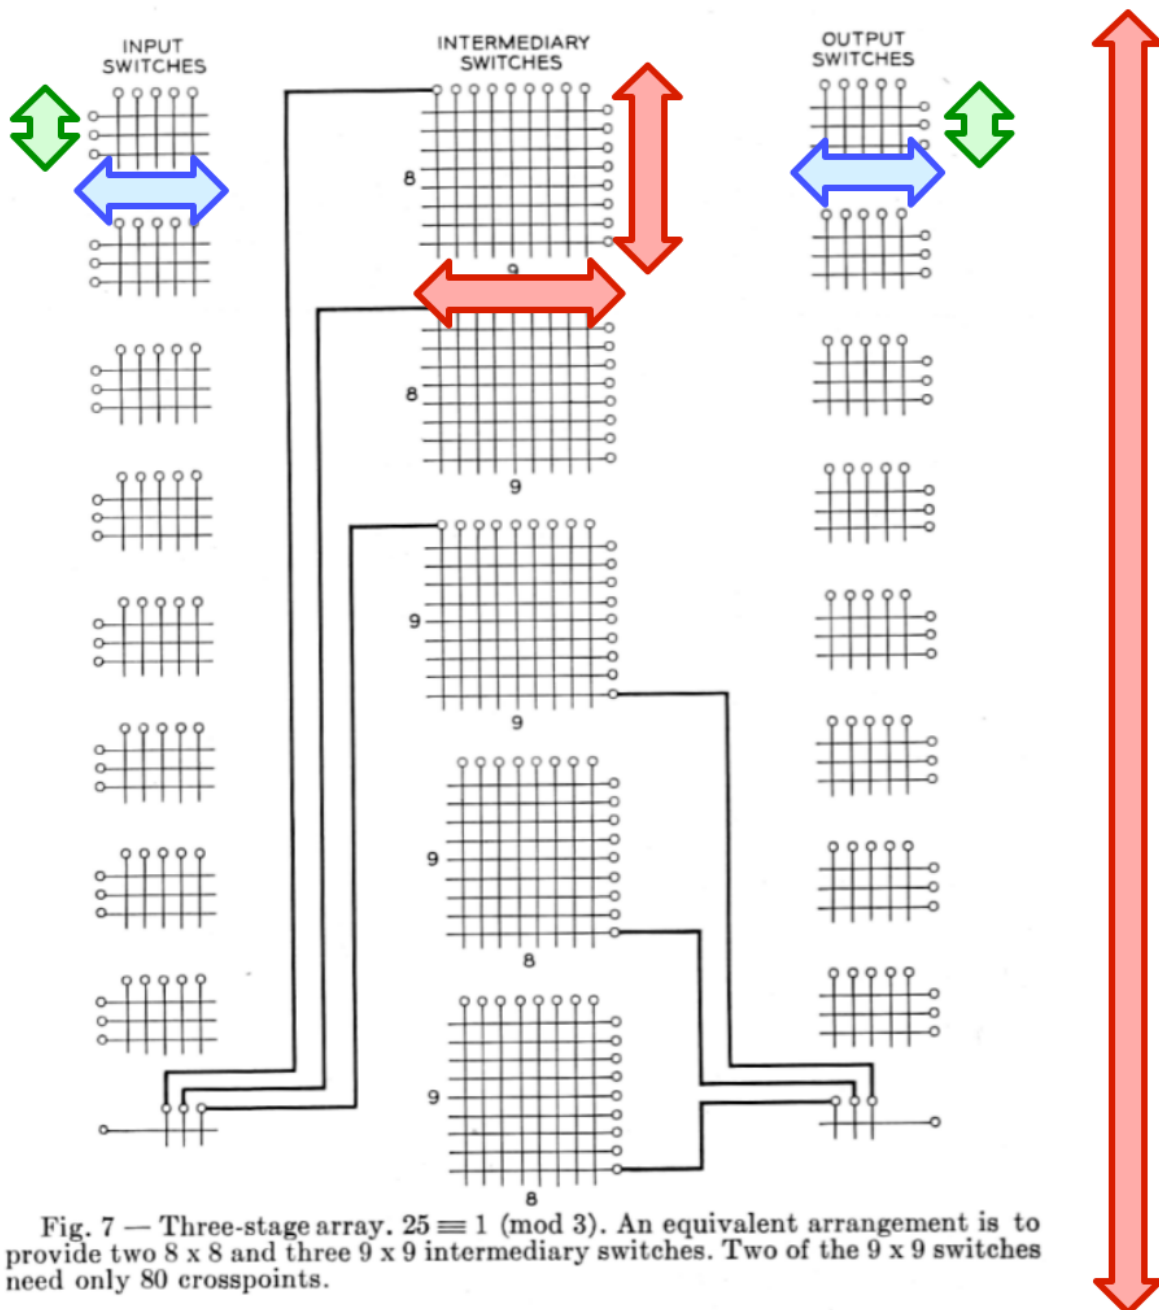 INPUT
SWITCHES
INTERMEDIARY
SWITCHES
OUTPUT
SWITCHES
8
9
8
9
9
9
9
8
9
8
Fig. 7 — Three-stage array. 25 ≡ 1 (mod 3). An equivalent arrangement is to
provide two 8 x 8 and three 9 x 9 intermediary switches. Two of the 9 x 9 switches
need only 80 crosspoints.